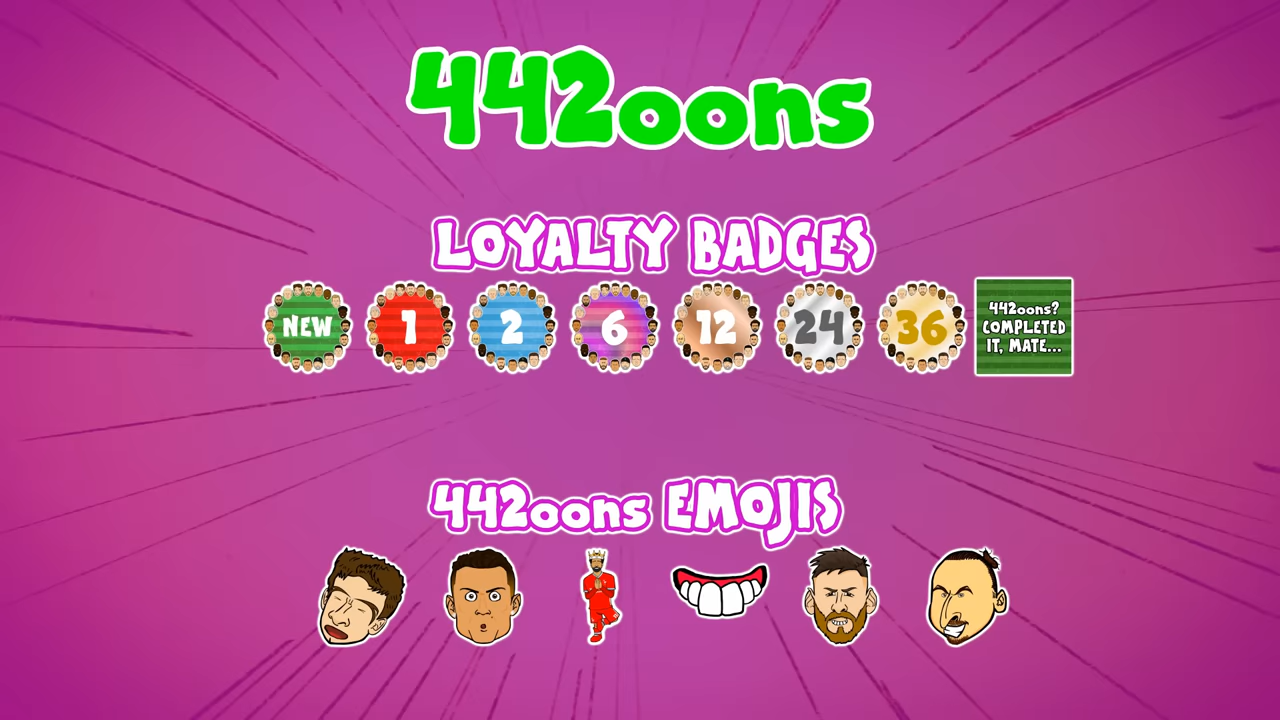 442oons
LOYALTY BADGES
NEW 1 2 6 12 24 36
442oons?
COMPLETED
IT, MATE...
442oons EMOJIS